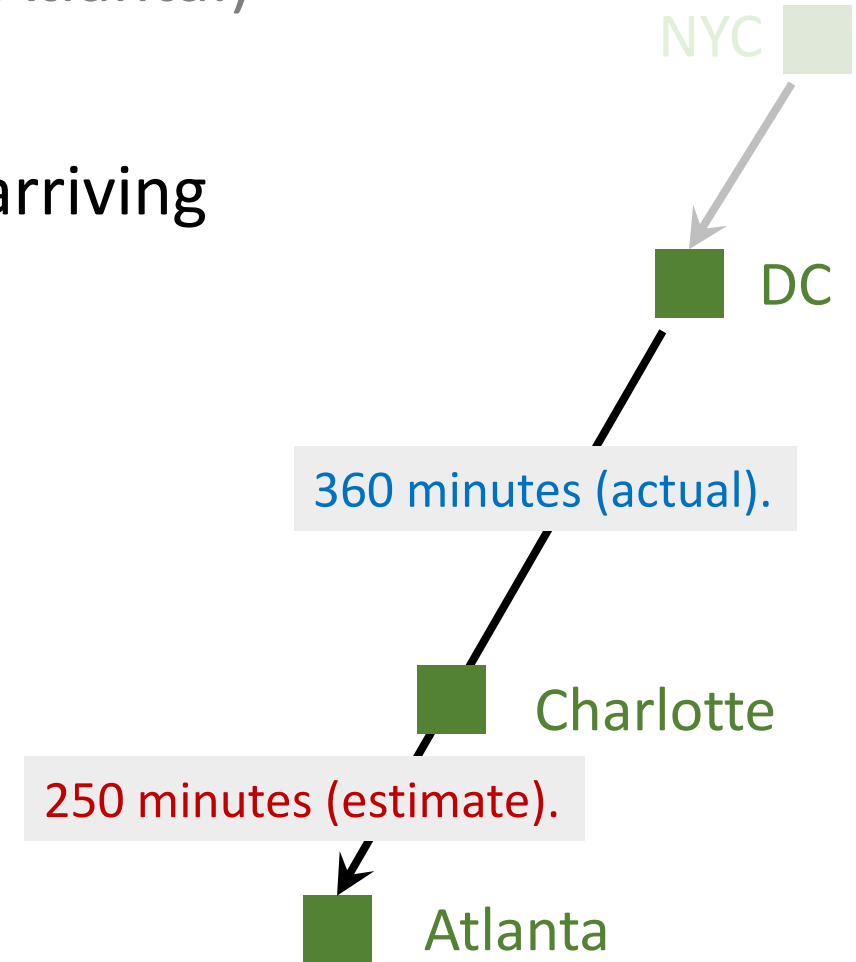 NYC
arriving
DC
360 minutes (actual).
Charlotte
250 minutes (estimate).
Atlanta